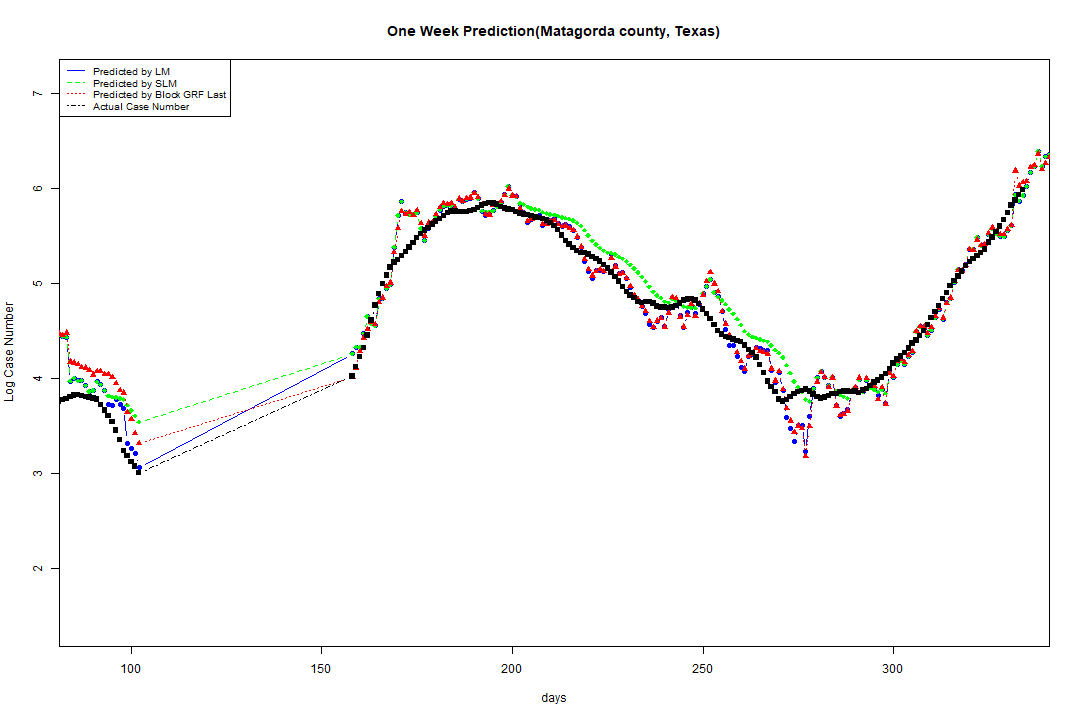 One Week Prediction(Matagorda county, Texas)
Predicted by LM
Predicted by SLM
Predicted by Block GRF Last
Actual Case Number
7
6
5
4
3
2
Log Case Number
100 150 200 250 300
days